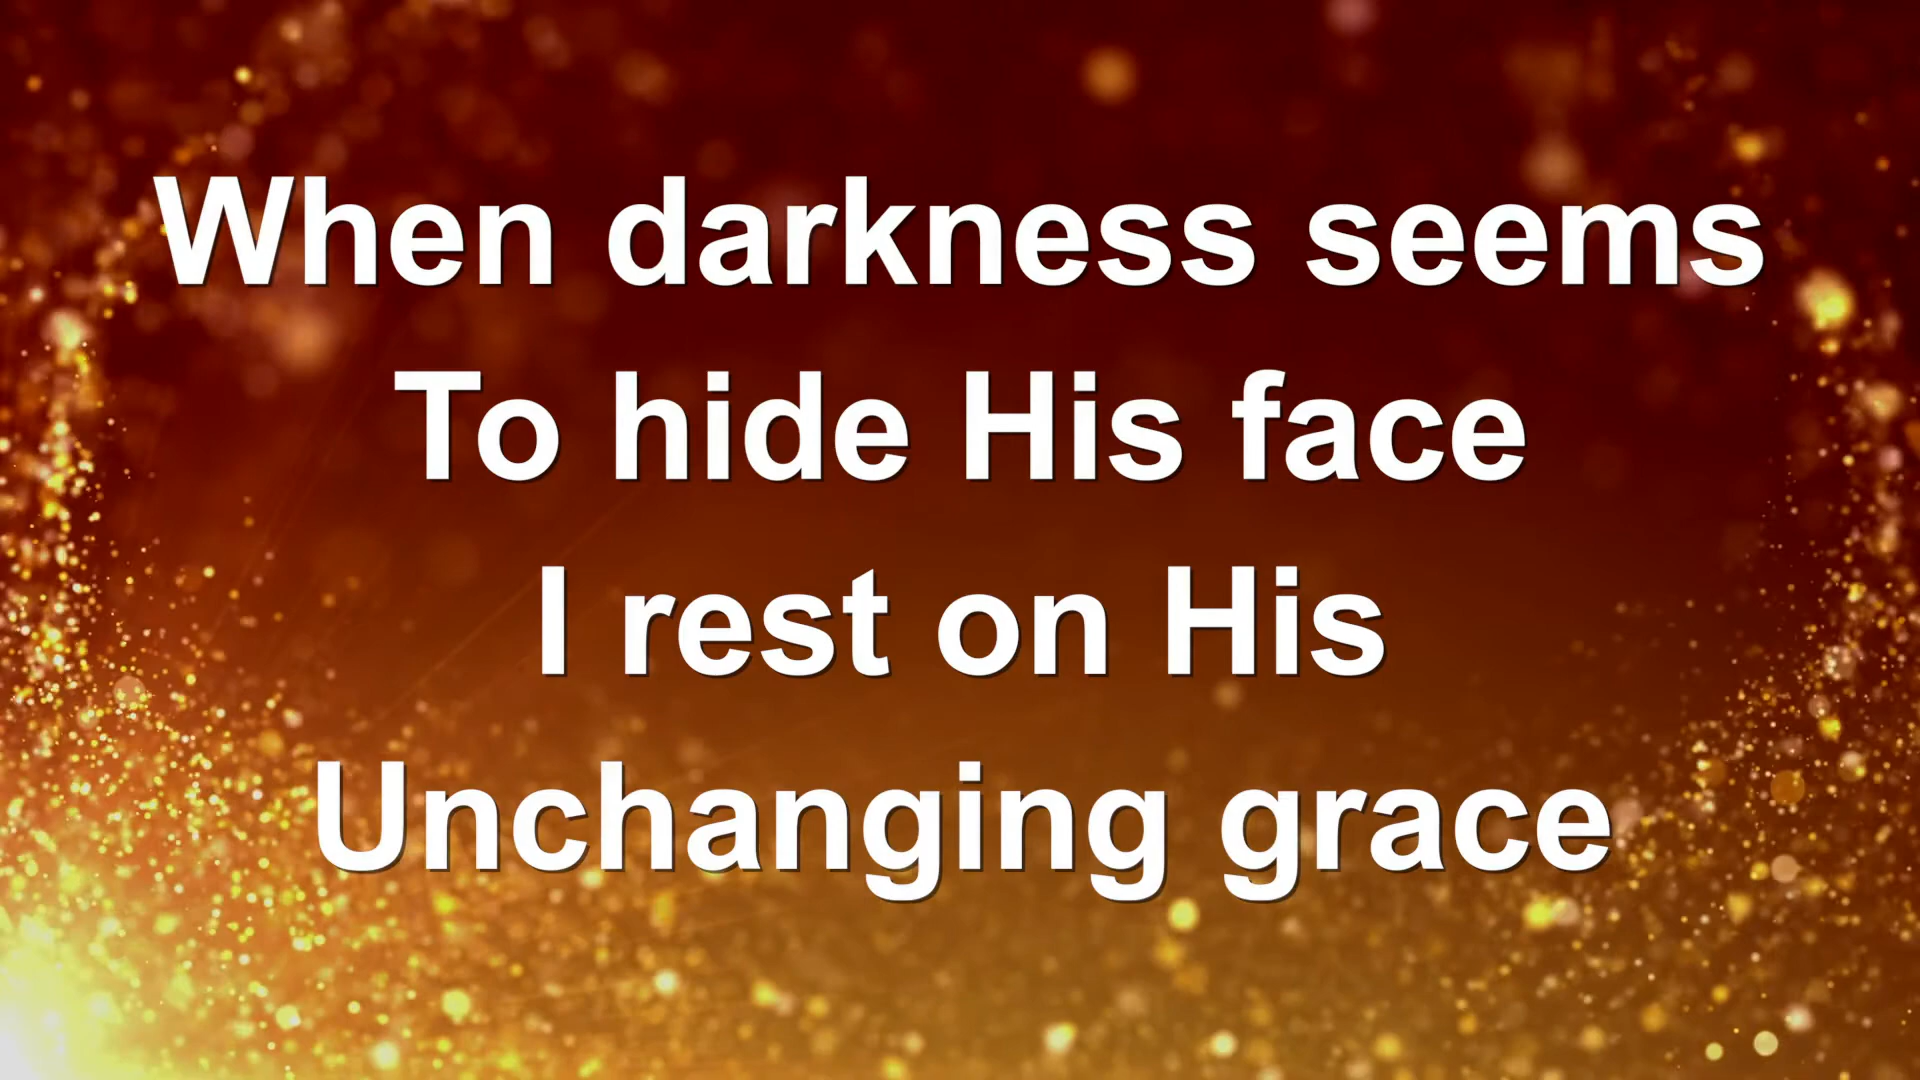 When darkness seems
To hide His face
I rest on His
Unchanging grace